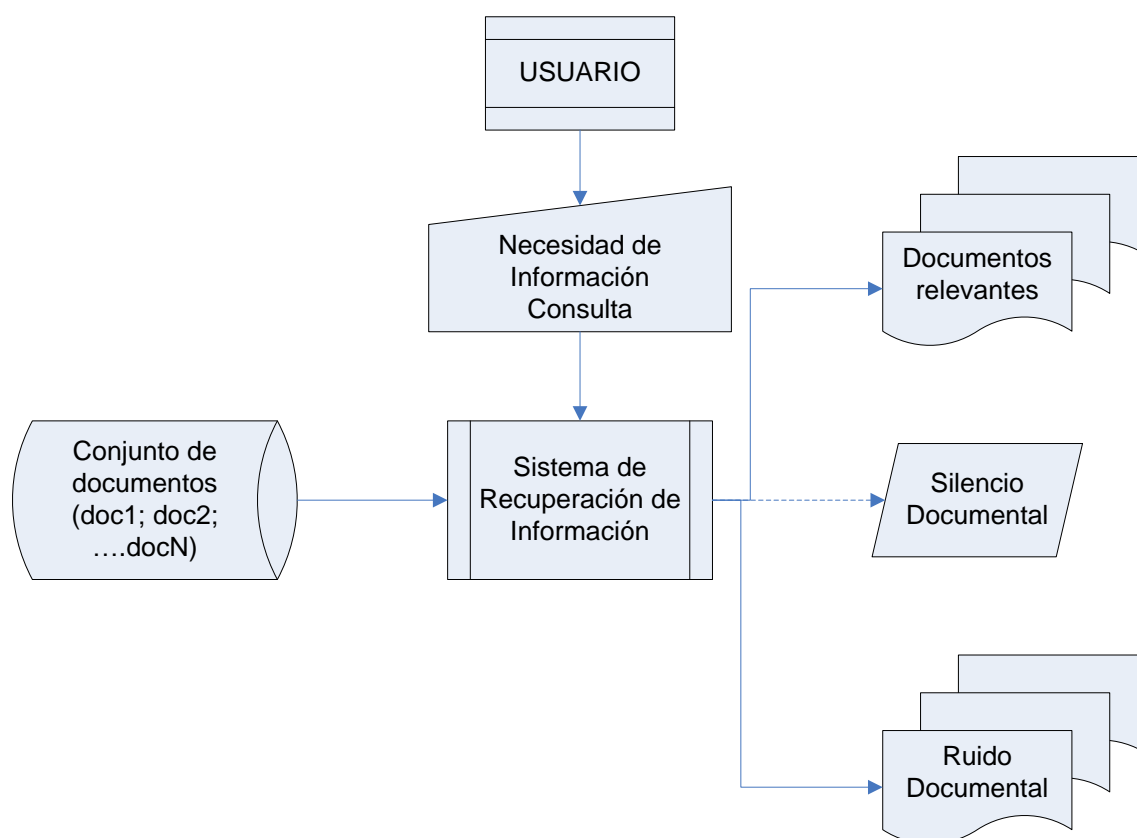 USUARIO
Necesidad de
Información
Consulta
Documentos
relevantes
Conjunto de
documentos
(doc1; doc2;
….docN)
Sistema de
Recuperación de
Información
Silencio
Documental
Ruido
Documental